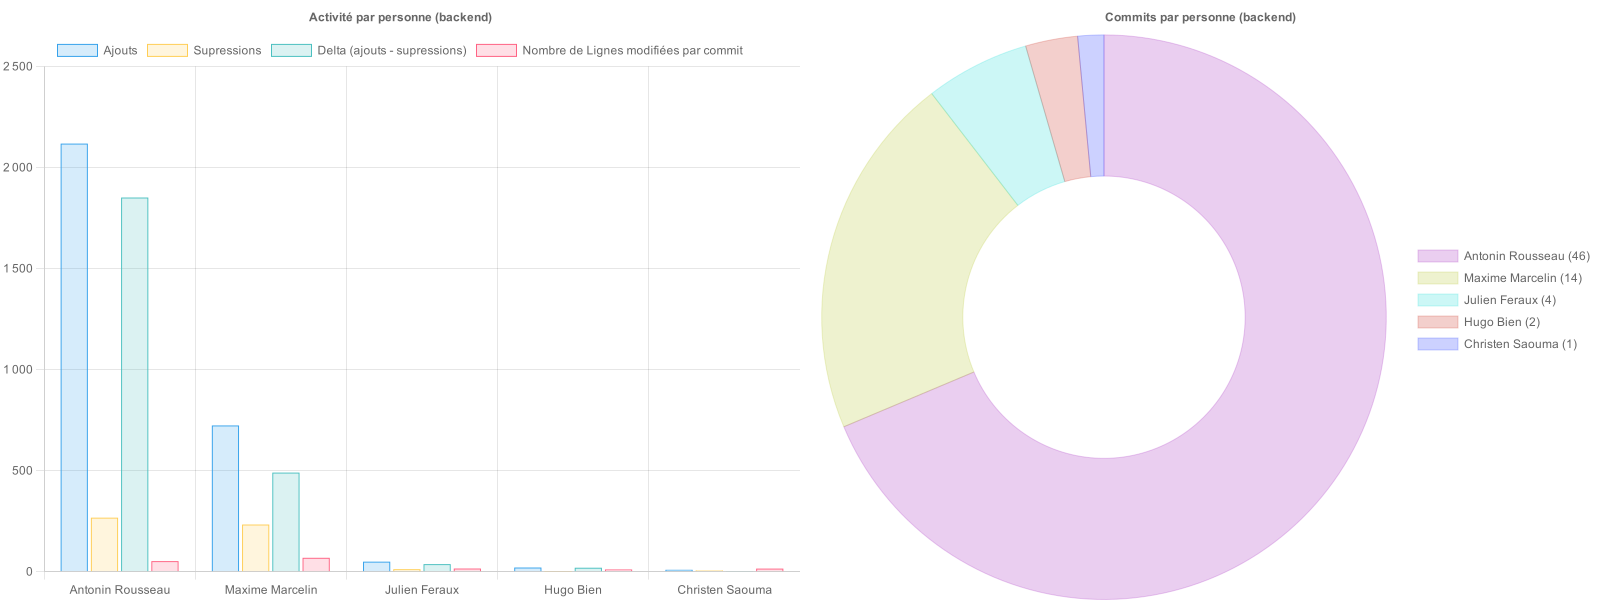 Activité par personne (backend)
Ajouts
Supressions
Delta (ajouts - supressions)
Nombre de Lignes modifiées par commit
2 500
2 000
1 500
1 000
500
0
Antonin Rousseau
Maxime Marcelin
Julien Feraux
Hugo Bien
Christen Saouma
Commits par personne (backend)
Antonin Rousseau (46)
Maxime Marcelin (14)
Julien Feraux (4)
Hugo Bien (2)
Christen Saouma (1)